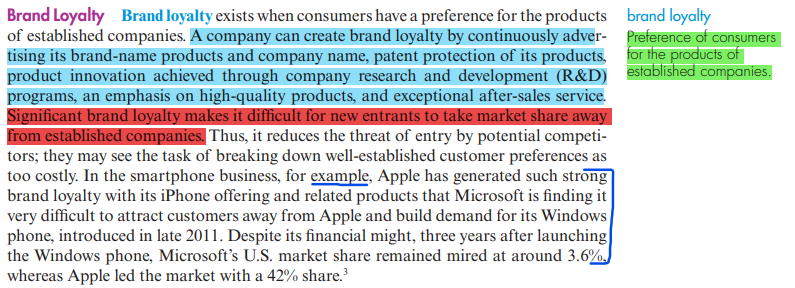 Brand Loyalty Brand loyalty exists when consumers have a preference for the products
of established companies. A company can create brand loyalty by continuously adver-
tising its brand-name products and company name, patent protection of its products,
product innovation achieved through company research and development (R&D)
programs, an emphasis on high-quality products, and exceptional after-sales service.
Significant brand loyalty makes it difficult for new entrants to take market share away
from established companies. Thus, it reduces the threat of entry by potential competi-
tors; they may see the task of breaking down well-established customer preferences as
too costly. In the smartphone business, for example, Apple has generated such strong
brand loyalty with its iPhone offering and related products that Microsoft is finding it
very difficult to attract customers away from Apple and build demand for its Windows
phone, introduced in late 2011. Despite its financial might, three years after launching
the Windows phone, Microsoft's U.S. market share remained mired at around 3.6%,
whereas Apple led the market with a 42% share.³
brand loyalty
Preference of consumers
for the products of
established companies.